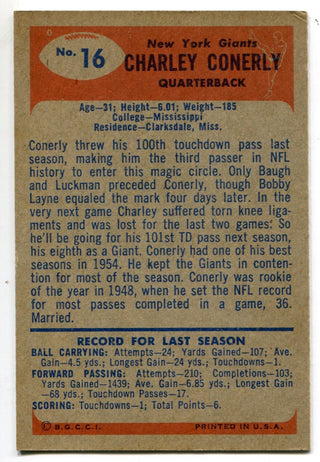 No. 16
New York Giants
CHARLEY CONERLY
QUARTERBACK
Age—31; Height—6.01; Weight—185
College—Mississippi
Residence—Clarksdale, Miss.
Conerly threw his 100th touchdown pass last
season, making him the third passer in NFL
history to enter this magic circle. Only Baugh
and Luckman preceded Conerly, though Bobby
Layne equaled the mark four days later. In the
very next game Charley suffered torn knee liga-
ments and was lost for the last two games. So
he'll be going for his 101st TD pass next season,
his eighth as a Giant. Conerly had one of his best
seasons in 1954. He kept the Giants in conten-
tion for most of the season. Conerly was rookie
of the year in 1948, when he set the NFL record
for most passes completed in a game, 36.
Married.
RECORD FOR LAST SEASON
BALL CARRYING: Attempts—24; Yards Gained—107; Ave.
Gain—4.5 yds.; Longest Gain—24 yds.; Touchdowns—1.
FORWARD PASSING: Attempts—210; Completions—103;
Yards Gained—1439; Ave. Gain—6.85 yds.; Longest Gain
—68 yds.; Touchdown Passes—17.
SCORING: Touchdowns—1; Total Points—6.
© B.G.C.C.I. PRINTED IN U.S.A.